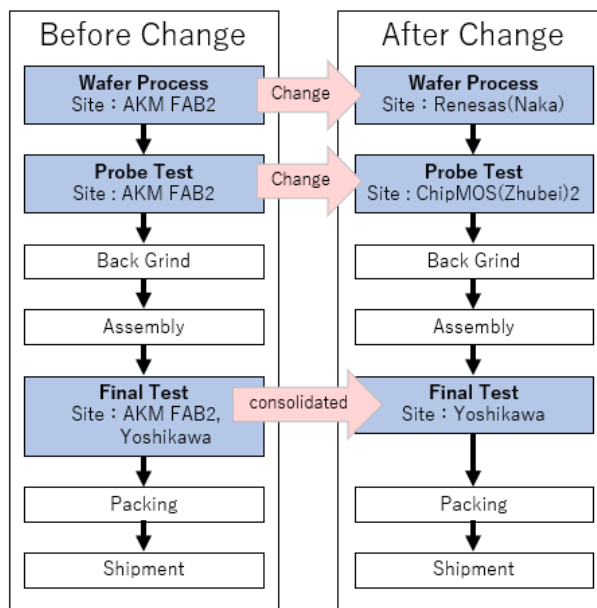 Before Change
Wafer Process
Site：AKM FAB2
Probe Test
Site : AKM FAB2
Back Grind
Assembly
Final Test
Site：AKM FAB2,
Yoshikawa
Packing
Shipment
Change
Change
consolidated
After Change
Wafer Process
Site：Renesas(Naka)
Probe Test
Site : ChipMOS(Zhubei)2
Back Grind
Assembly
Final Test
Site：Yoshikawa
Packing
Shipment